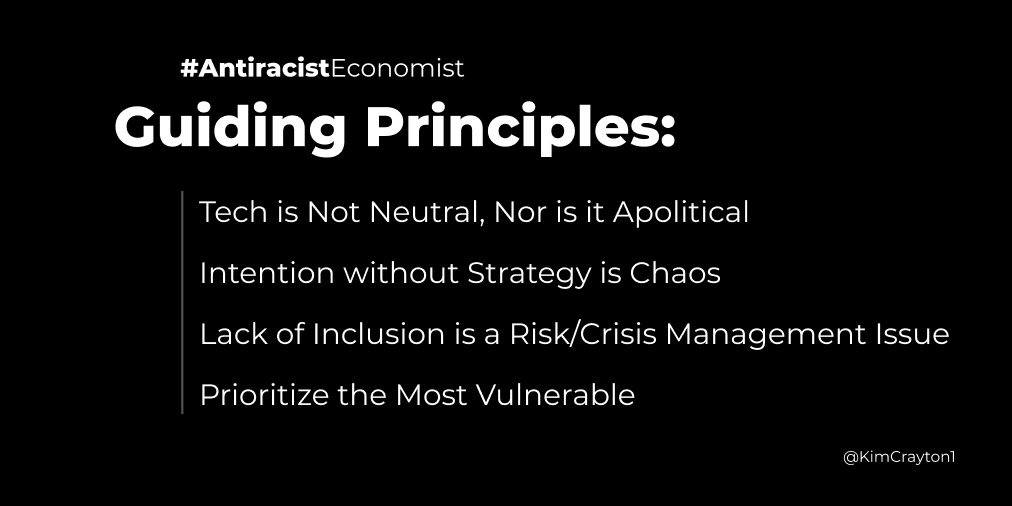 #AntiracistEconomist
Guiding Principles:
Tech is Not Neutral, Nor is it Apolitical
Intention without Strategy is Chaos
Lack of Inclusion is a Risk/Crisis Management Issue
Prioritize the Most Vulnerable
@KimCrayton1